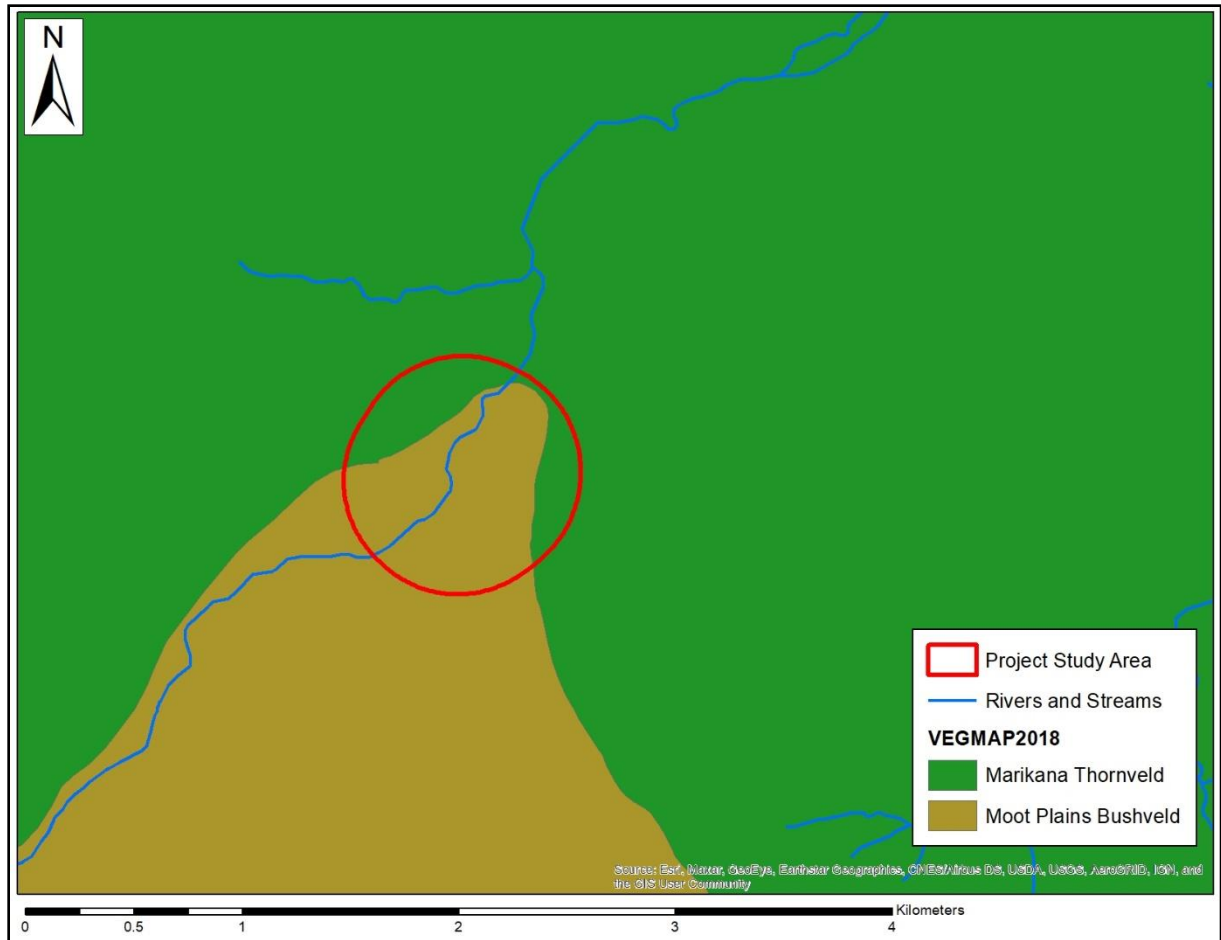 N
Project Study Area
Rivers and Streams
VEGMAP2018
Marikana Thornveld
Moot Plains Bushveld
Source: Esri, Maxar, GeoEye, Earthstar Geographics, CNES/Airbus DS, USDA, USGS, AeroGRID, IGN, and
the GIS User Community
Kilometers
0 0.5 1 2 3 4